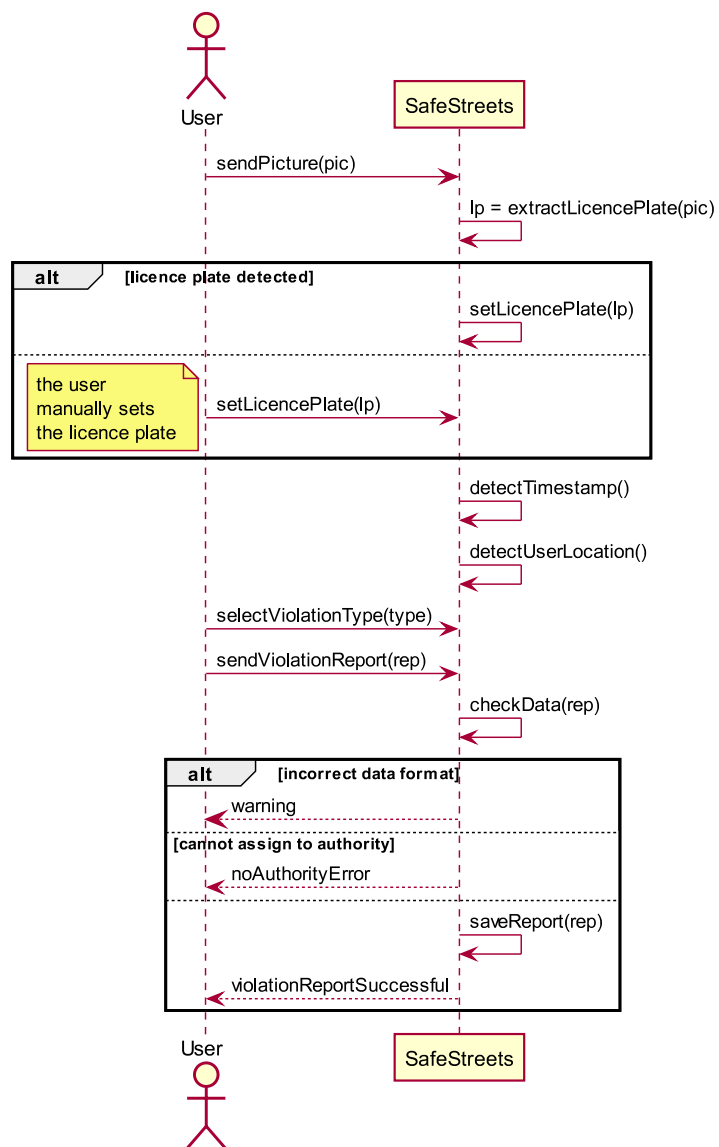 User
SafeStreets
sendPicture(pic)
lp = extractLicencePlate(pic)
alt
[licence plate detected]
setLicencePlate(lp)
the user
manually sets
the licence plate
setLicencePlate(lp)
detectTimestamp()
detectUserLocation()
selectViolationType(type)
sendViolationReport(rep)
checkData(rep)
alt
[incorrect data format]
warning
[cannot assign to authority]
noAuthorityError
saveReport(rep)
violationReportSuccessful
User
SafeStreets